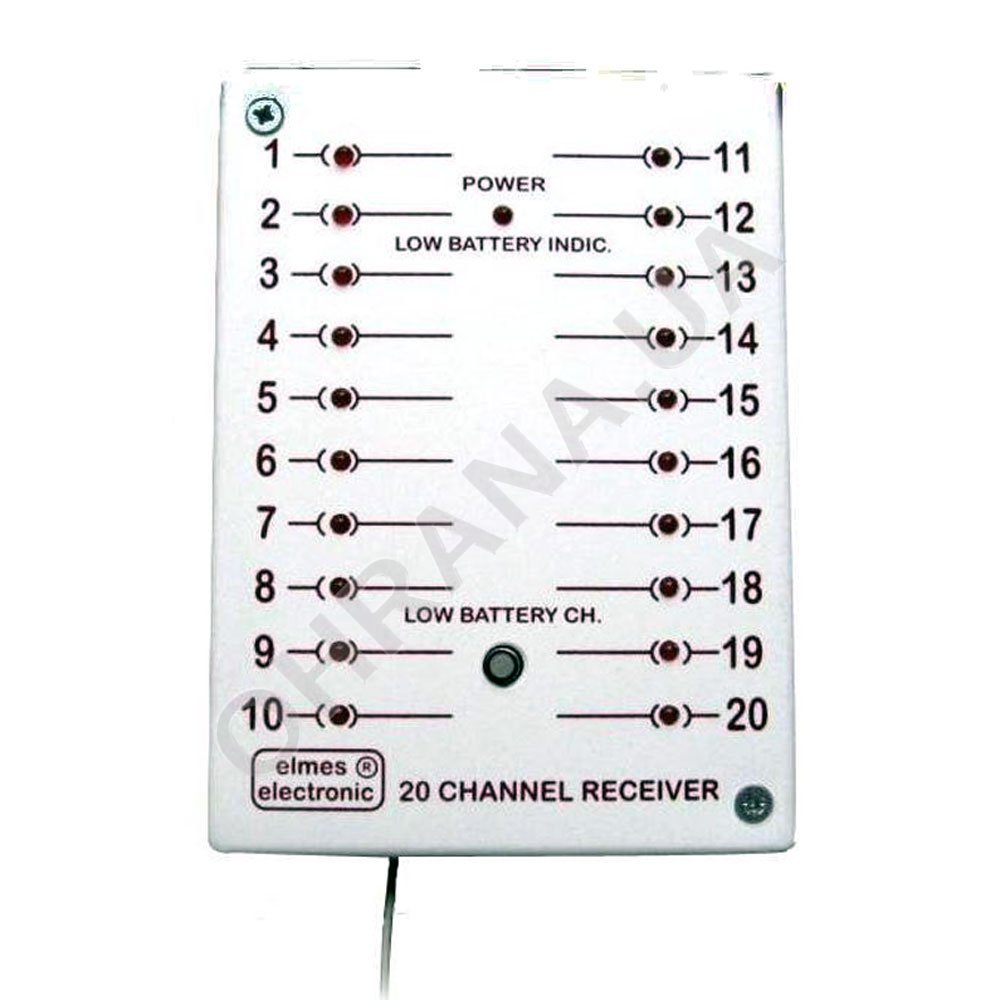 1 11
POWER
2 12
LOW BATTERY INDIC.
3 13
4 14
5 15
6 16
7 17
8 18
LOW BATTERY CH.
9 19
10 20
elmes ®
electronic
20 CHANNEL RECEIVER
OHRANA.UA